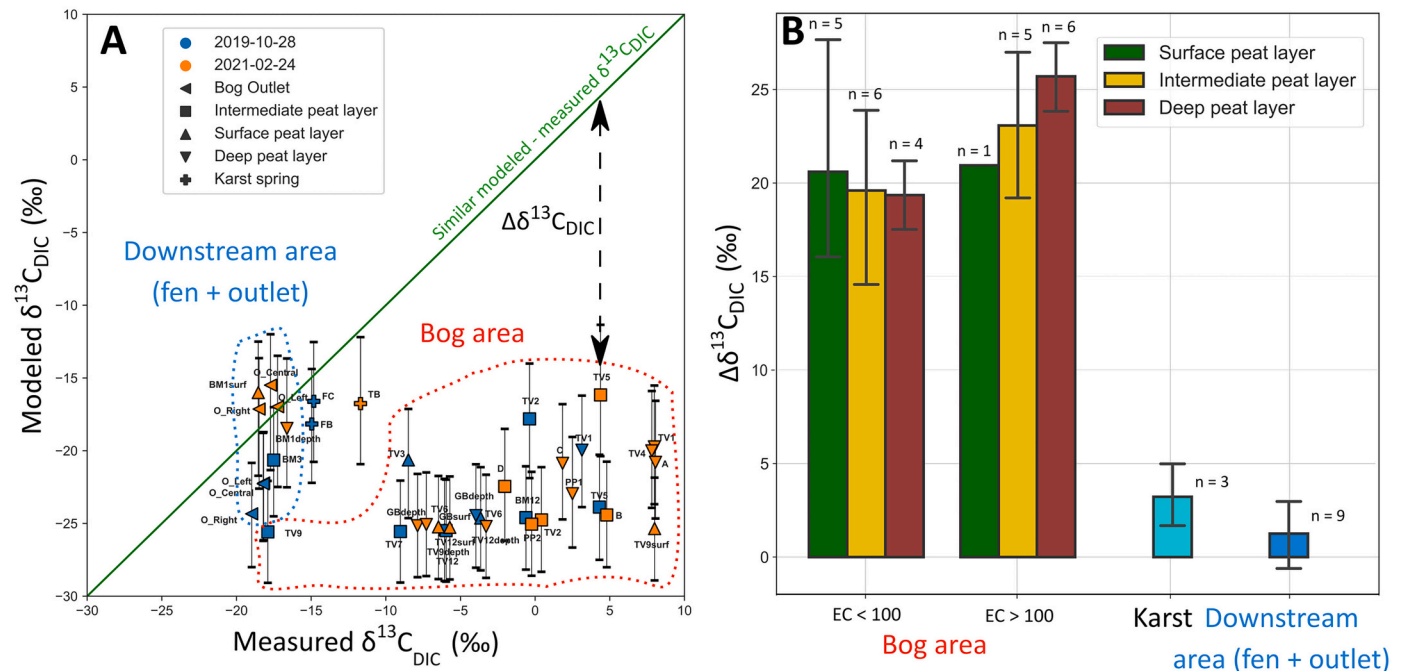 A
2019-10-28
2021-02-24
Bog Outlet
Intermediate peat layer
Surface peat layer
Deep peat layer
Karst spring
Similar modeled - measured δ¹³C_DIC
Δδ¹³C_DIC
Downstream area
(fen + outlet)
Bog area
O_Central
BM1surf
O_Left
O_Right
BM1depth
BM3
FC
FB
TB
O_Left
O_Central
O_Right
TV9
TV3
TV7
GBdepth
TV6
GBsurf
TV12surf
TV9depth
TV12
GBdepth
TV6
TV12depth
D
TV2
BM12
PP2
TV2
C
TV1
PP1
TV5
TV5
B
TV1
TV4
A
TV9surf
10
5
0
−5
−10
−15
−20
−25
−30
−30
−25
−20
−15
−10
−5
0
5
10
Modeled δ¹³C_DIC (‰)
Measured δ¹³C_DIC (‰)
B
Surface peat layer
Intermediate peat layer
Deep peat layer
n = 5
n = 6
n = 4
n = 1
n = 5
n = 6
n = 3
n = 9
25
20
15
10
5
0
Δδ¹³C_DIC (‰)
EC < 100
EC > 100
Bog area
Karst
Downstream
area (fen + outlet)